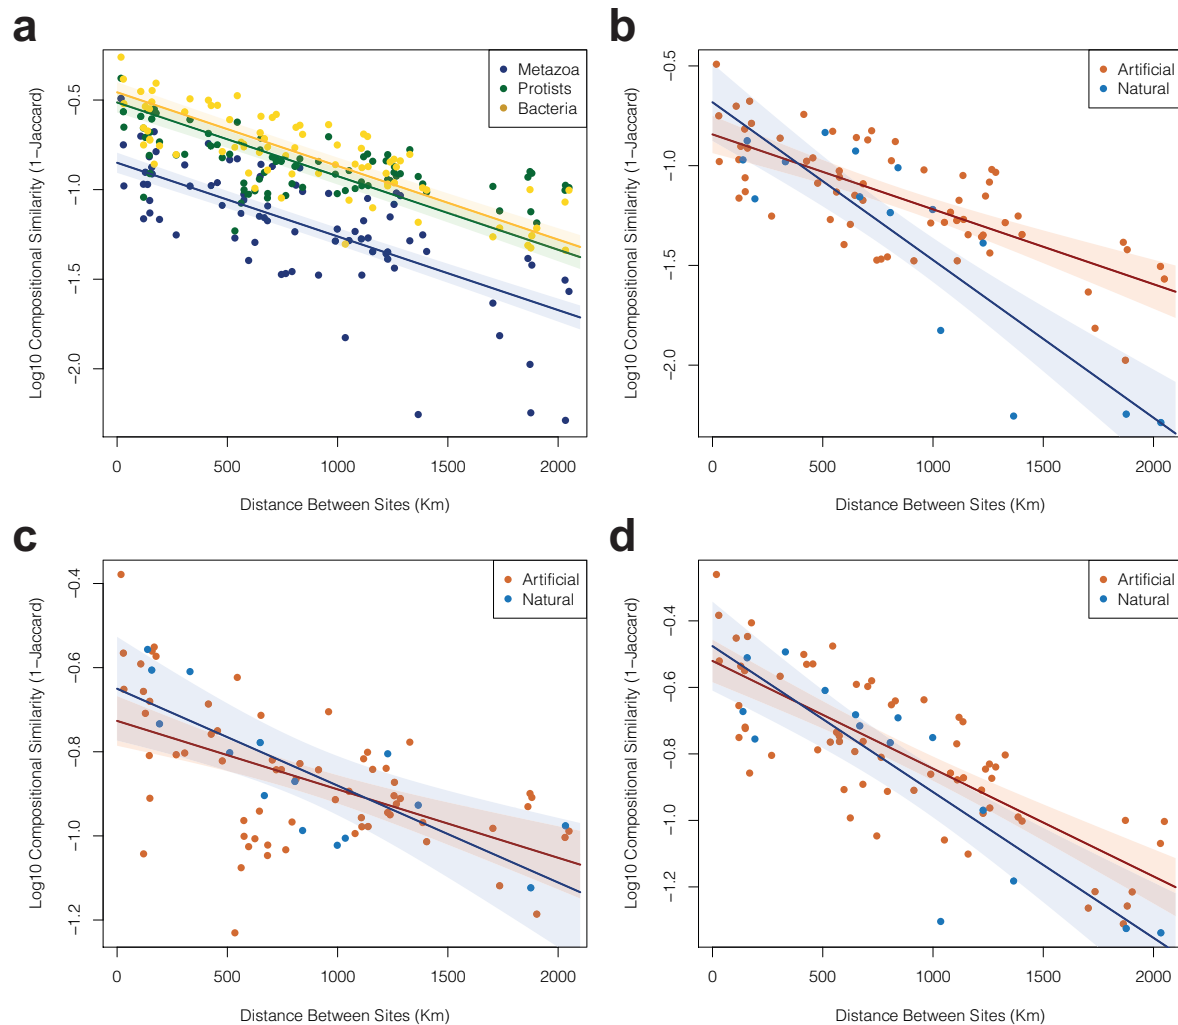 a
Metazoa
Protists
Bacteria
−0.5
−1.0
−1.5
−2.0
Log10 Compositional Similarity (1−Jaccard)
0 500 1000 1500 2000
Distance Between Sites (Km)
b
Artificial
Natural
−0.5
−1.0
−1.5
−2.0
Log10 Compositional Similarity (1−Jaccard)
0 500 1000 1500 2000
Distance Between Sites (Km)
c
Artificial
Natural
−0.4
−0.6
−0.8
−1.0
−1.2
Log10 Compositional Similarity (1−Jaccard)
0 500 1000 1500 2000
Distance Between Sites (Km)
d
Artificial
Natural
−0.4
−0.6
−0.8
−1.0
−1.2
Log10 Compositional Similarity (1−Jaccard)
0 500 1000 1500 2000
Distance Between Sites (Km)